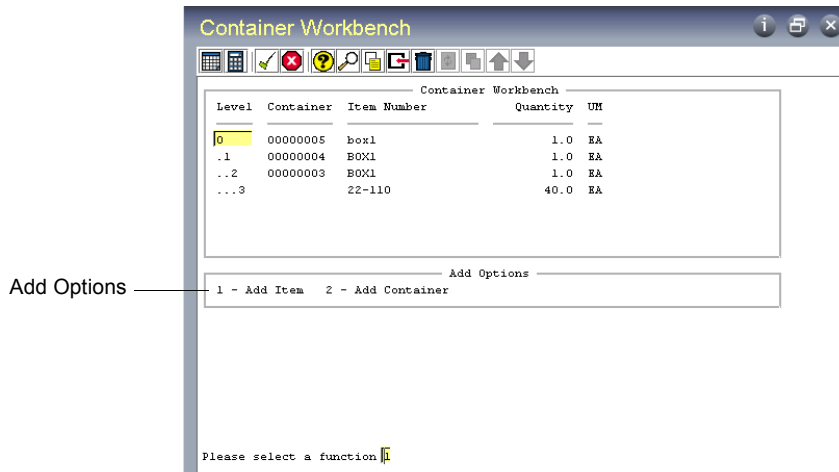 Container Workbench
Container Workbench
Level Container Item Number Quantity UM
0 00000005 box1 1.0 EA
.1 00000004 BOX1 1.0 EA
..2 00000003 BOX1 1.0 EA
...3 22-110 40.0 EA
Add Options
Add Options
1 - Add Item 2 - Add Container
Please select a function 1